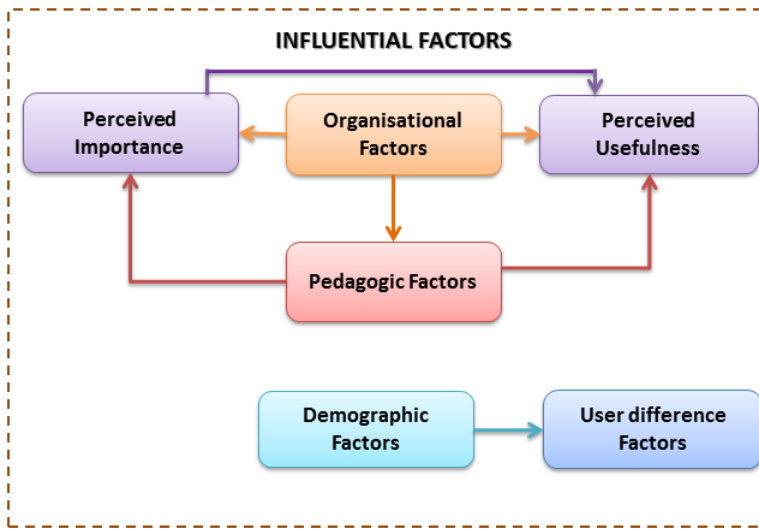 INFLUENTIAL FACTORS
Perceived
Importance
Organisational
Factors
Perceived
Usefulness
Pedagogic Factors
Demographic
Factors
User difference
Factors